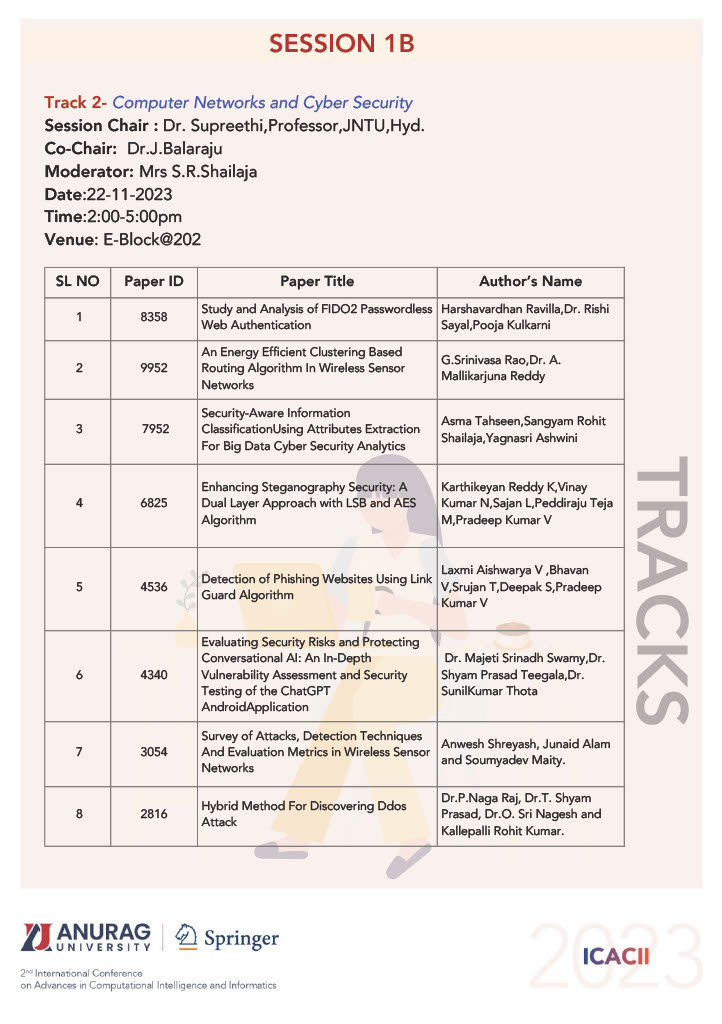 SESSION 1B
Track 2- Computer Networks and Cyber Security
Session Chair : Dr. Supreethi,Professor,JNTU,Hyd.
Co-Chair: Dr.J.Balaraju
Moderator: Mrs S.R.Shailaja
Date:22-11-2023
Time:2:00-5:00pm
Venue: E-Block@202
SL NO Paper ID Paper Title Author's Name
1 8358 Study and Analysis of FIDO2 Passwordless
Web Authentication
Harshavardhan Ravilla,Dr. Rishi
Sayal,Pooja Kulkarni
2 9952 An Energy Efficient Clustering Based
Routing Algorithm In Wireless Sensor
Networks
G.Srinivasa Rao,Dr. A.
Mallikarjuna Reddy
3 7952 Security-Aware Information
ClassificationUsing Attributes Extraction
For Big Data Cyber Security Analytics
Asma Tahseen,Sangyam Rohit
Shailaja,Yagnasri Ashwini
4 6825 Enhancing Steganography Security: A
Dual Layer Approach with LSB and AES
Algorithm
Karthikeyan Reddy K,Vinay
Kumar N,Sajan L,Peddiraju Teja
M,Pradeep Kumar V
5 4536 Detection of Phishing Websites Using Link
Guard Algorithm
Laxmi Aishwarya V ,Bhavan
V,Srujan T,Deepak S,Pradeep
Kumar V
6 4340 Evaluating Security Risks and Protecting
Conversational AI: An In-Depth
Vulnerability Assessment and Security
Testing of the ChatGPT
AndroidApplication
Dr. Majeti Srinadh Swamy,Dr.
Shyam Prasad Teegala,Dr.
SunilKumar Thota
7 3054 Survey of Attacks, Detection Techniques
And Evaluation Metrics in Wireless Sensor
Networks
Anwesh Shreyash, Junaid Alam
and Soumyadev Maity.
8 2816 Hybrid Method For Discovering Ddos
Attack
Dr.P.Naga Raj, Dr.T. Shyam
Prasad, Dr.O. Sri Nagesh and
Kallepalli Rohit Kumar.
TRACKS
ANURAG
UNIVERSITY
Springer
2nd International Conference
on Advances in Computational Intelligence and Informatics
2023
ICACII